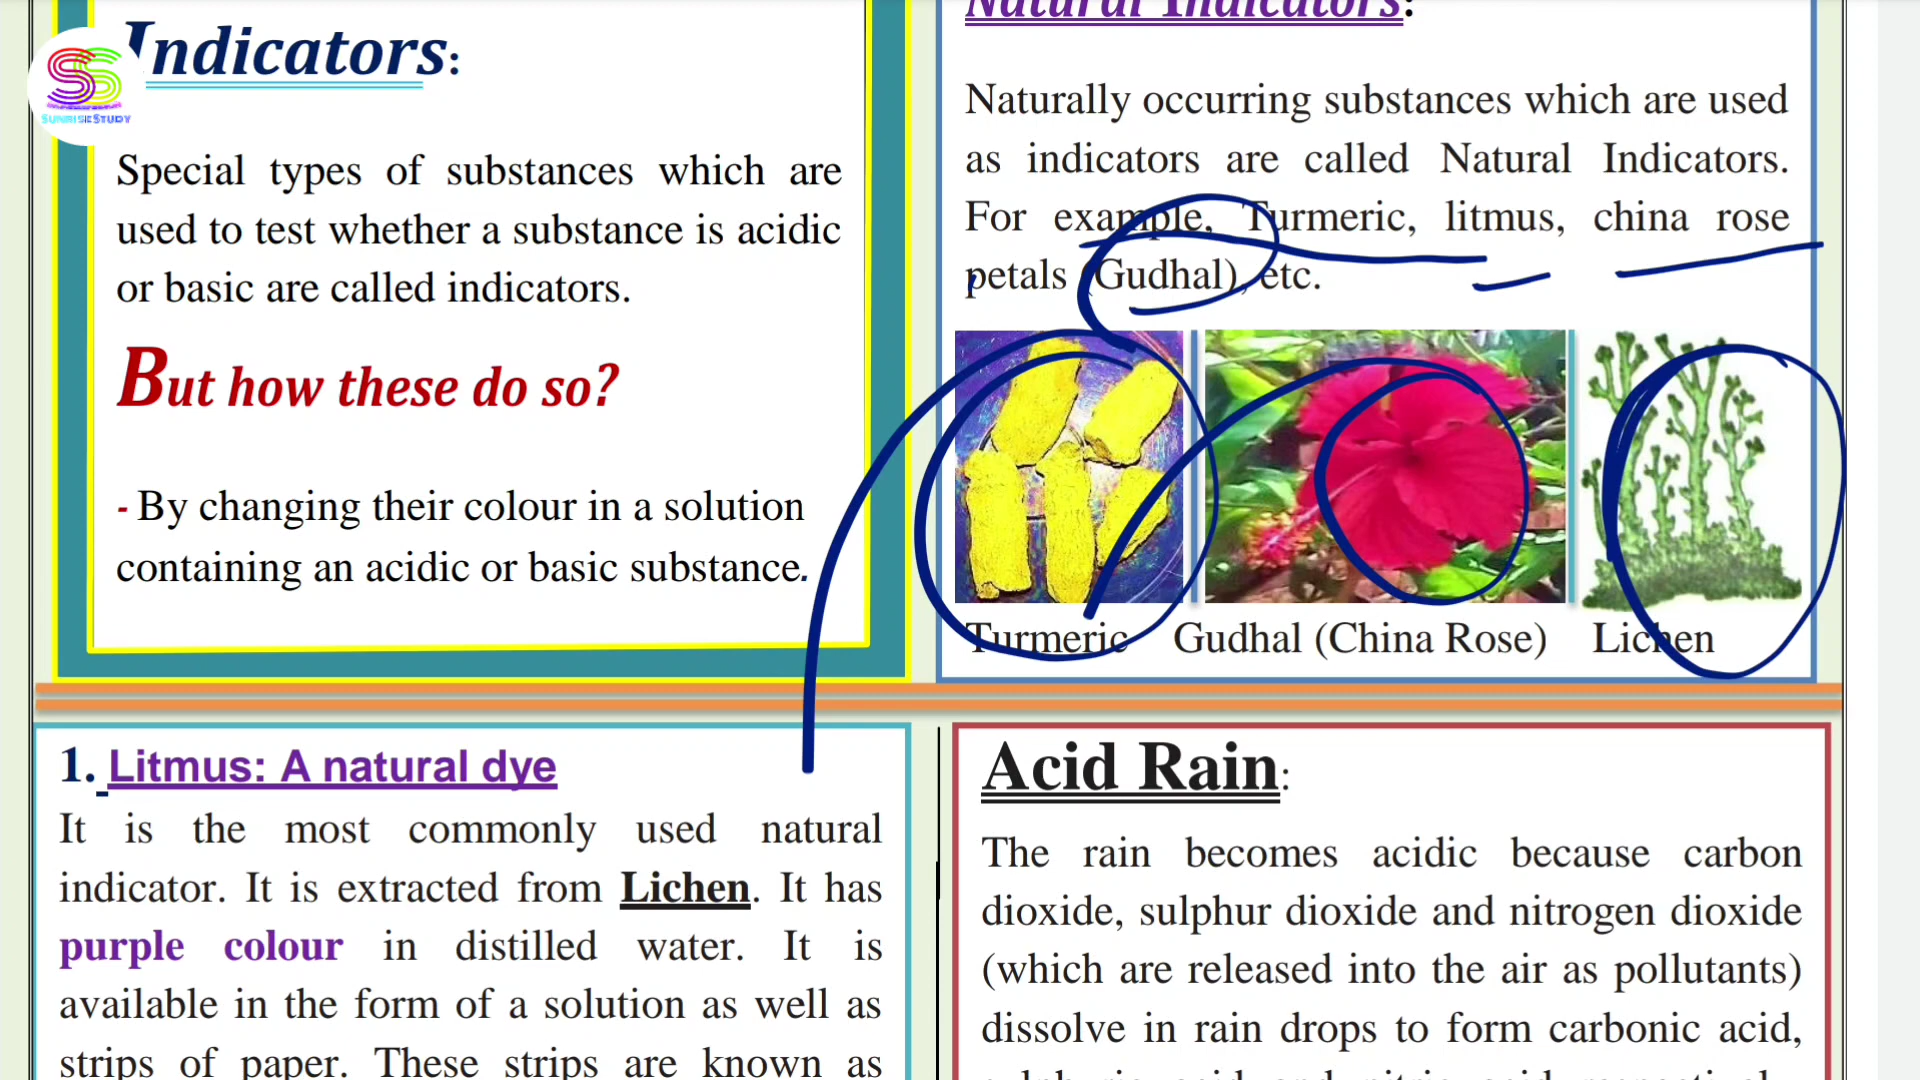 Indicators:
SUNRISE STUDY
Special types of substances which are
used to test whether a substance is acidic
or basic are called indicators.
But how these do so?
- By changing their colour in a solution
containing an acidic or basic substance.
Natural Indicators:
Naturally occurring substances which are used
as indicators are called Natural Indicators.
For example, Turmeric, litmus, china rose
petals (Gudhal), etc.
Turmeric Gudhal (China Rose) Lichen
1. Litmus: A natural dye
It is the most commonly used natural
indicator. It is extracted from Lichen. It has
purple colour in distilled water. It is
available in the form of a solution as well as
strips of paper. These strips are known as
Acid Rain:
The rain becomes acidic because carbon
dioxide, sulphur dioxide and nitrogen dioxide
(which are released into the air as pollutants)
dissolve in rain drops to form carbonic acid,